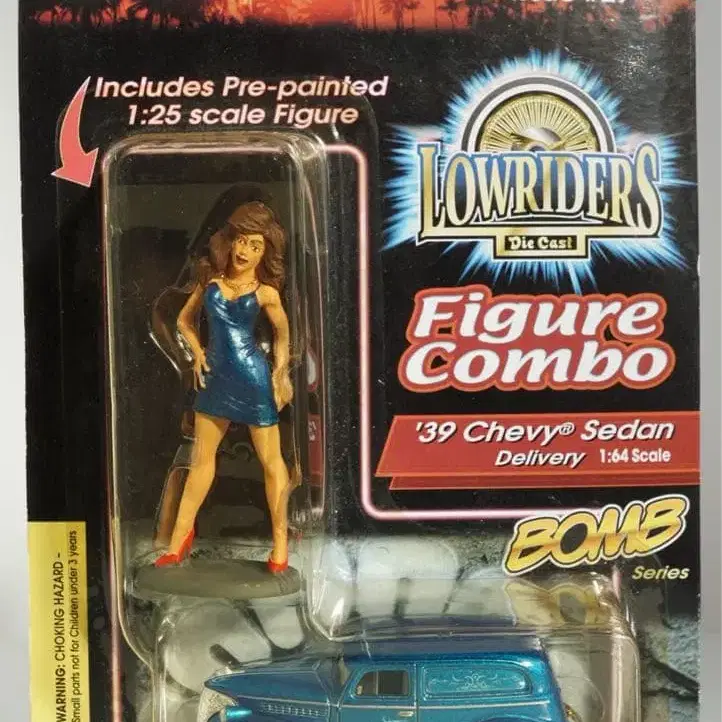 Includes Pre-painted
1:25 scale Figure
LOWRIDERS
Die Cast
Figure
Combo
'39 Chevy® Sedan
Delivery 1:64 Scale
BOMB
Series
WARNING: CHOKING HAZARD -
Small parts not for Children under 3 years